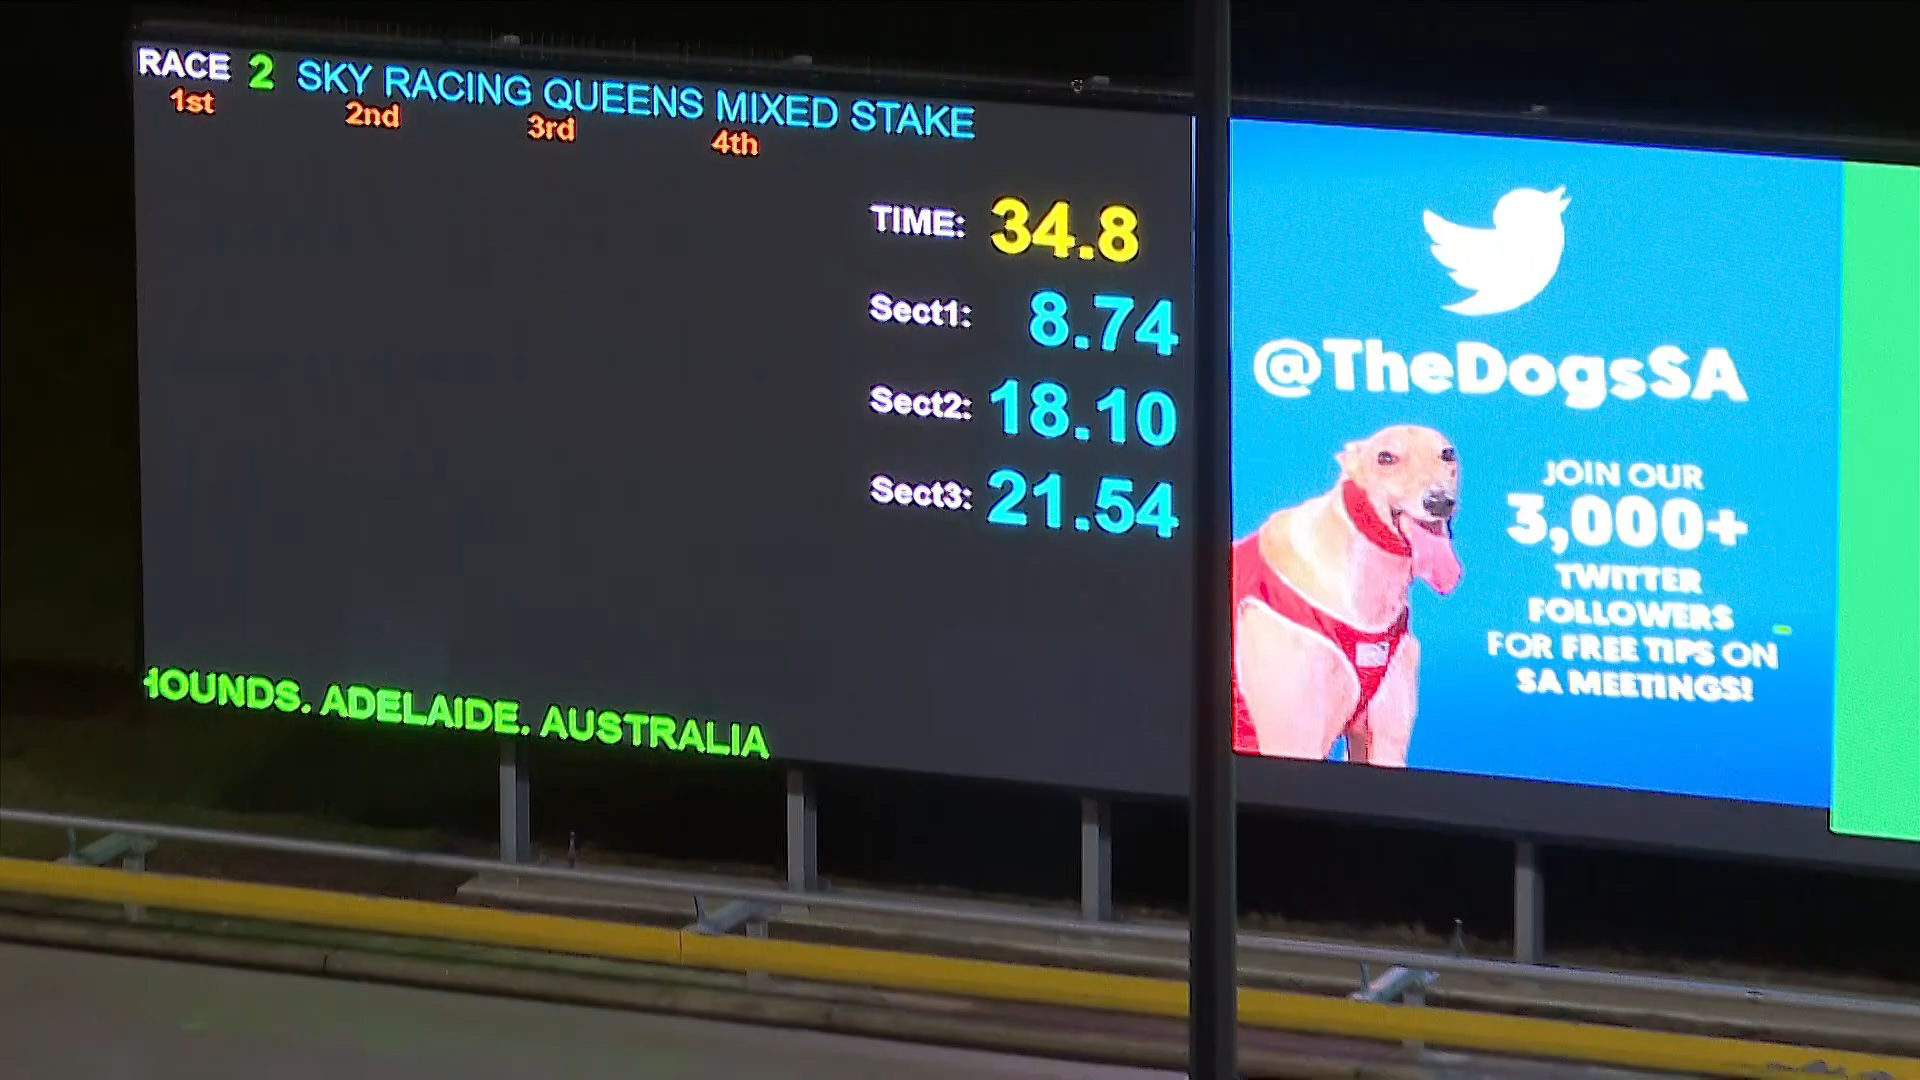 RACE 2 SKY RACING QUEENS MIXED STAKE
1st 2nd 3rd 4th
TIME: 34.8
Sect1: 8.74
Sect2: 18.10
Sect3: 21.54
HOUNDS. ADELAIDE. AUSTRALIA
@TheDogsSA
JOIN OUR
3,000+
TWITTER
FOLLOWERS
FOR FREE TIPS ON
SA MEETINGS!